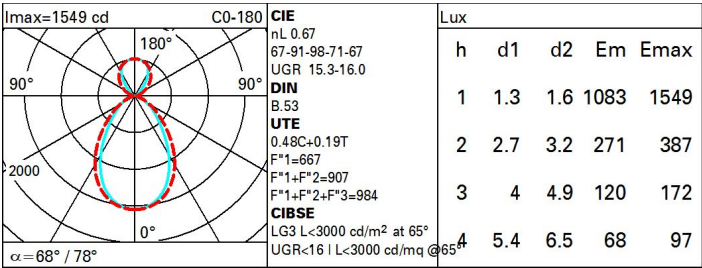 Imax=1549 cd C0-180
180°
90° 90°
2000
0°
α=68° / 78°
CIE
nL 0.67
67-91-98-71-67
UGR 15.3-16.0
DIN
B.53
UTE
0.48C+0.19T
F"1=667
F"1+F"2=907
F"1+F"2+F"3=984
CIBSE
LG3 L<3000 cd/m² at 65°
UGR<16 | L<3000 cd/mq @65°
Lux
h d1 d2 Em Emax
1 1.3 1.6 1083 1549
2 2.7 3.2 271 387
3 4 4.9 120 172
4 5.4 6.5 68 97